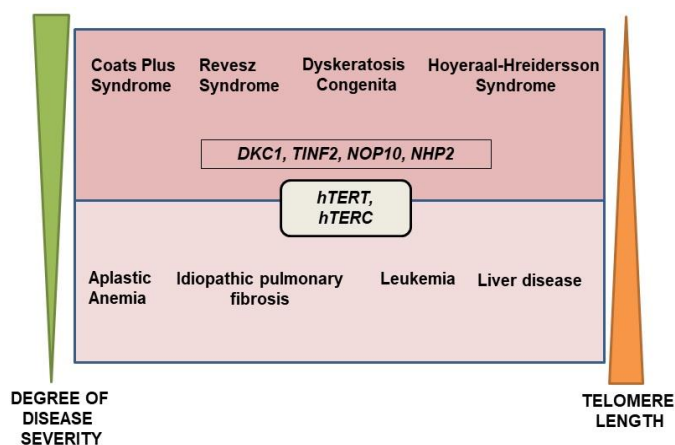 Coats Plus
Syndrome
Revesz
Syndrome
Dyskeratosis
Congenita
Hoyeraal-Hreidersson
Syndrome
DKC1, TINF2, NOP10, NHP2
hTERT,
hTERC
Aplastic
Anemia
Idiopathic pulmonary
fibrosis
Leukemia
Liver disease
DEGREE OF
DISEASE
SEVERITY
TELOMERE
LENGTH